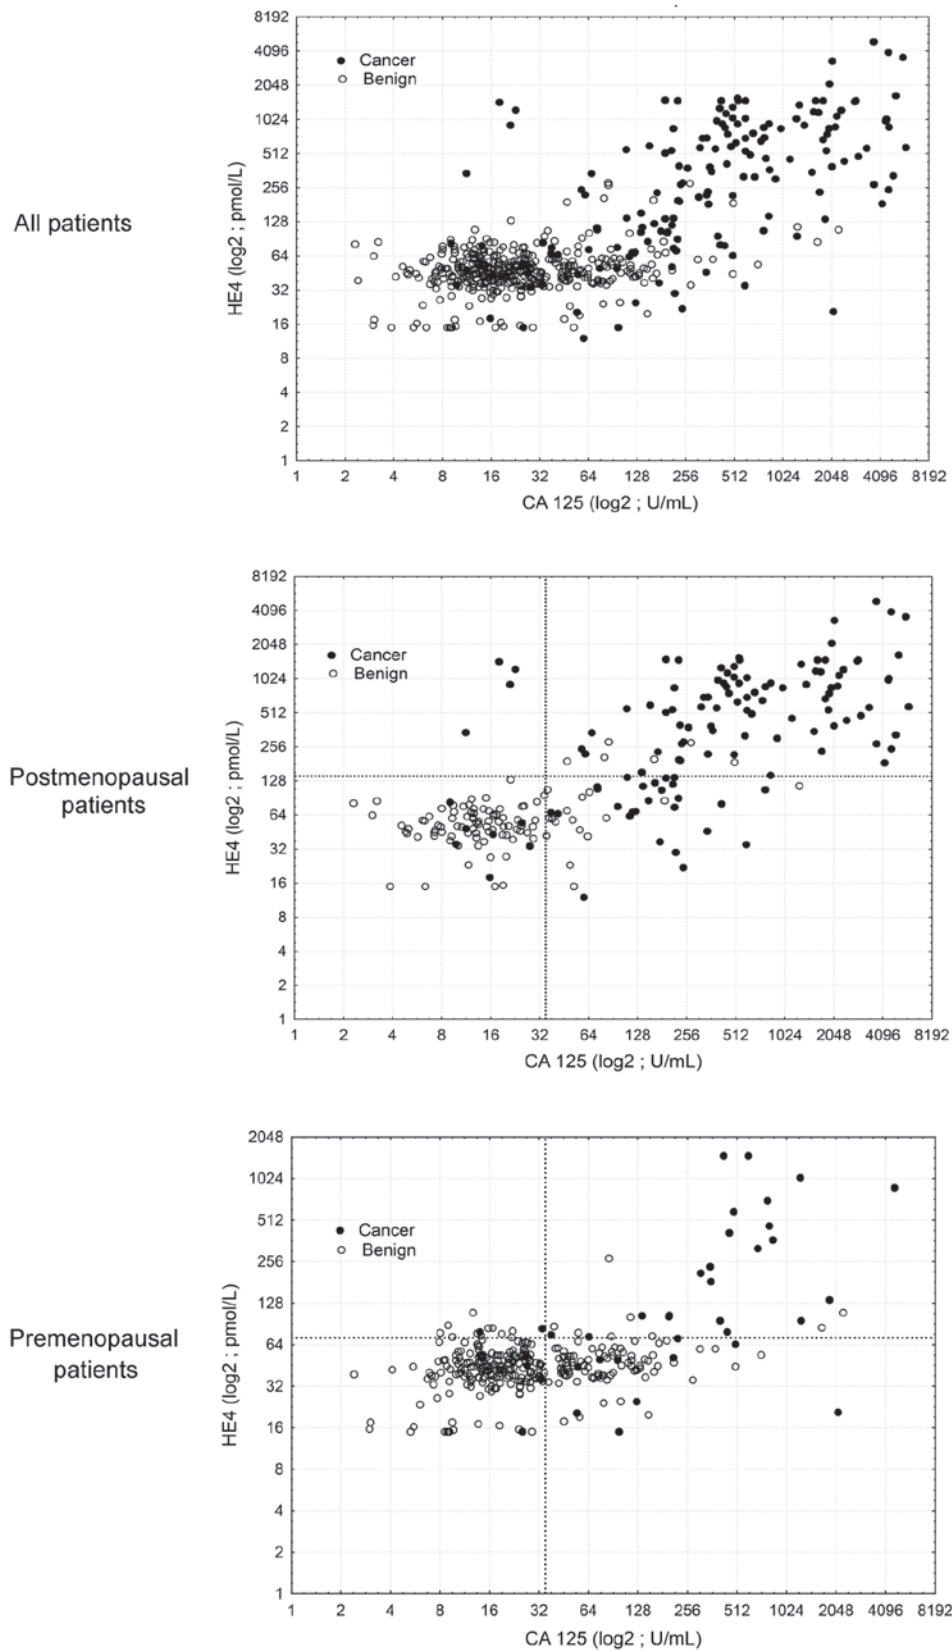 8192
4096
2048
1024
512
256
128
64
32
16
8
4
2
1
HE4 (log2 ; pmol/L)
Cancer
Benign
All patients
1 2 4 8 16 32 64 128 256 512 1024 2048 4096 8192
CA 125 (log2 ; U/mL)
8192
4096
2048
1024
512
256
128
64
32
16
8
4
2
1
HE4 (log2 ; pmol/L)
Cancer
Benign
Postmenopausal
patients
1 2 4 8 16 32 64 128 256 512 1024 2048 4096 8192
CA 125 (log2 ; U/mL)
2048
1024
512
256
128
64
32
16
8
4
2
1
HE4 (log2 ; pmol/L)
Cancer
Benign
Premenopausal
patients
1 2 4 8 16 32 64 128 256 512 1024 2048 4096 8192
CA 125 (log2 ; U/mL)